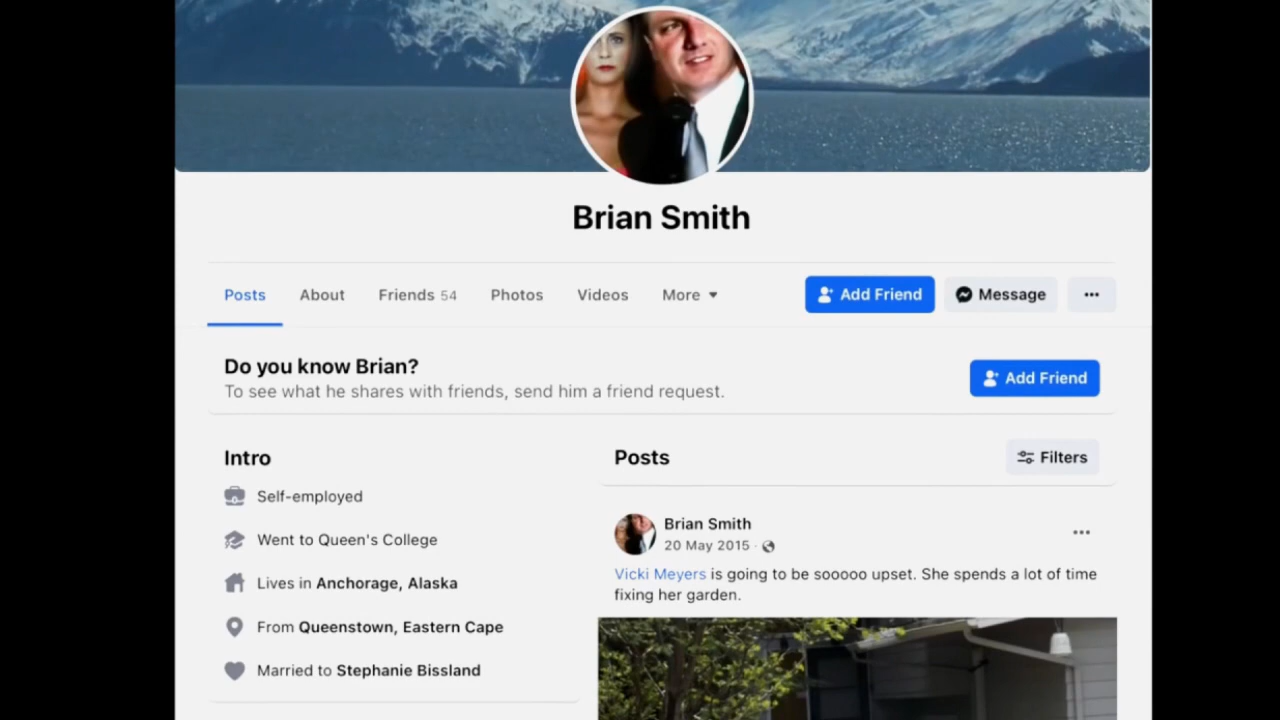 Brian Smith
Posts
About
Friends 54
Photos
Videos
More
Add Friend
Message
Do you know Brian?
To see what he shares with friends, send him a friend request.
Add Friend
Intro
Self-employed
Went to Queen's College
Lives in Anchorage, Alaska
From Queenstown, Eastern Cape
Married to Stephanie Bissland
Posts
Filters
Brian Smith
20 May 2015 ·
Vicki Meyers is going to be sooooo upset. She spends a lot of time
fixing her garden.